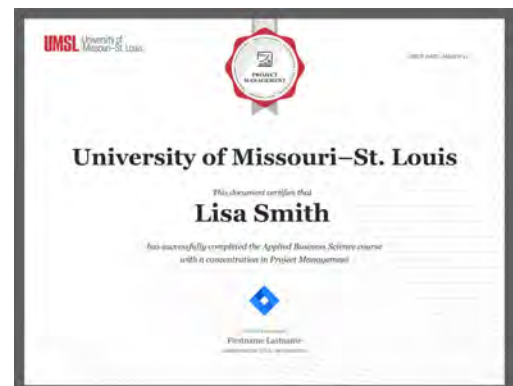 UMSL University of
Missouri–St. Louis
PROJECT
MANAGEMENT
University of Missouri–St. Louis
This document certifies that
Lisa Smith
has successfully completed the Applied Business Science course
with a concentration in Project Management
Firstname Lastname